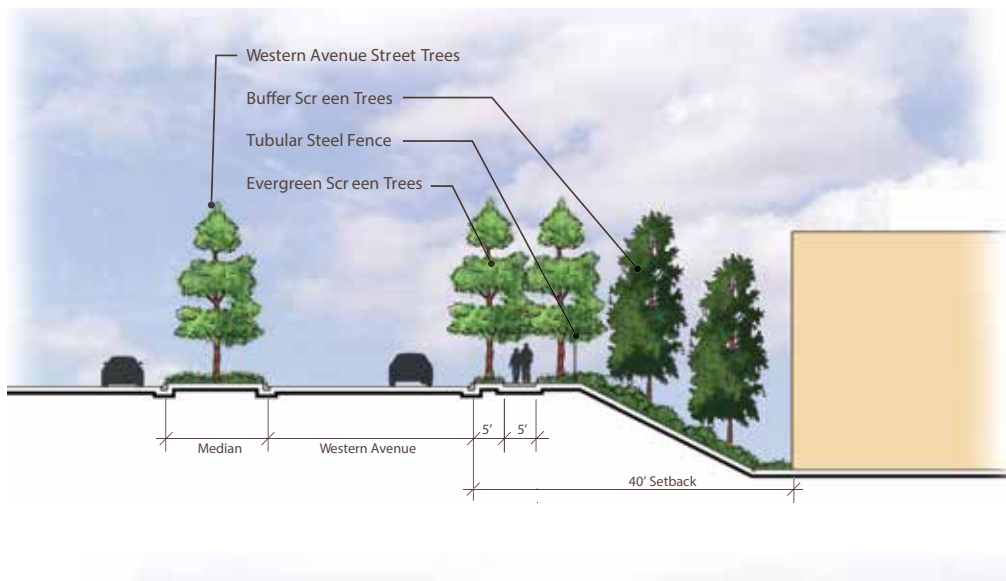 Western Avenue Street Trees
Buffer Scr een Trees
Tubular Steel Fence
Evergreen Scr een Trees
5'
5'
Median
Western Avenue
40' Setback